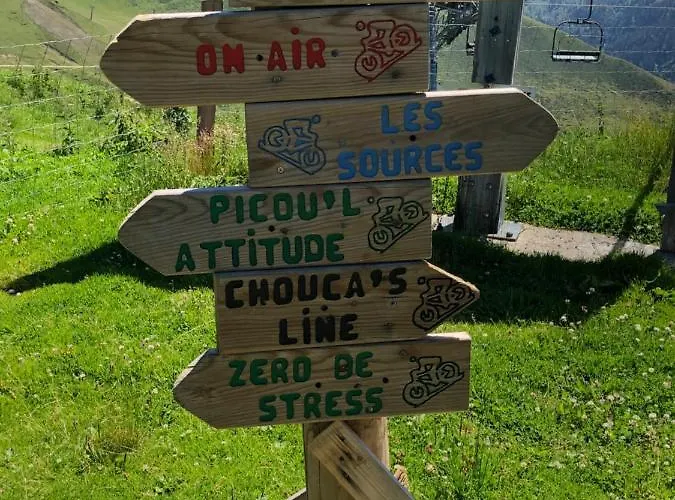 ON AIR
LES
SOURCES
PICOU'L
ATTITUDE
CHOUCA'S
LINE
ZERO DE
STRESS